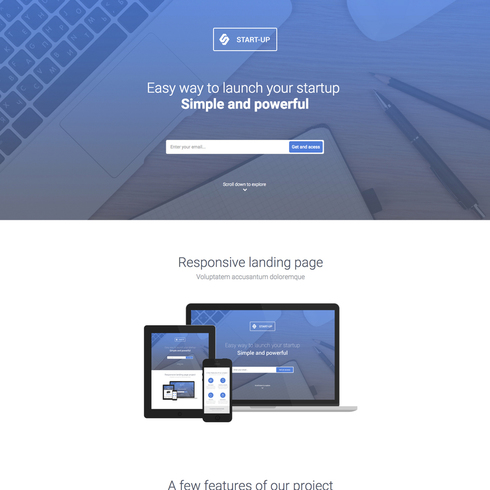 START-UP
Easy way to launch your startup
Simple and powerful
Enter your email...
Get and access
Scroll down to explore
Responsive landing page
Voluptatem accusantum doloremque
START-UP
Easy way to launch your startup
Simple and powerful
A few features of our project